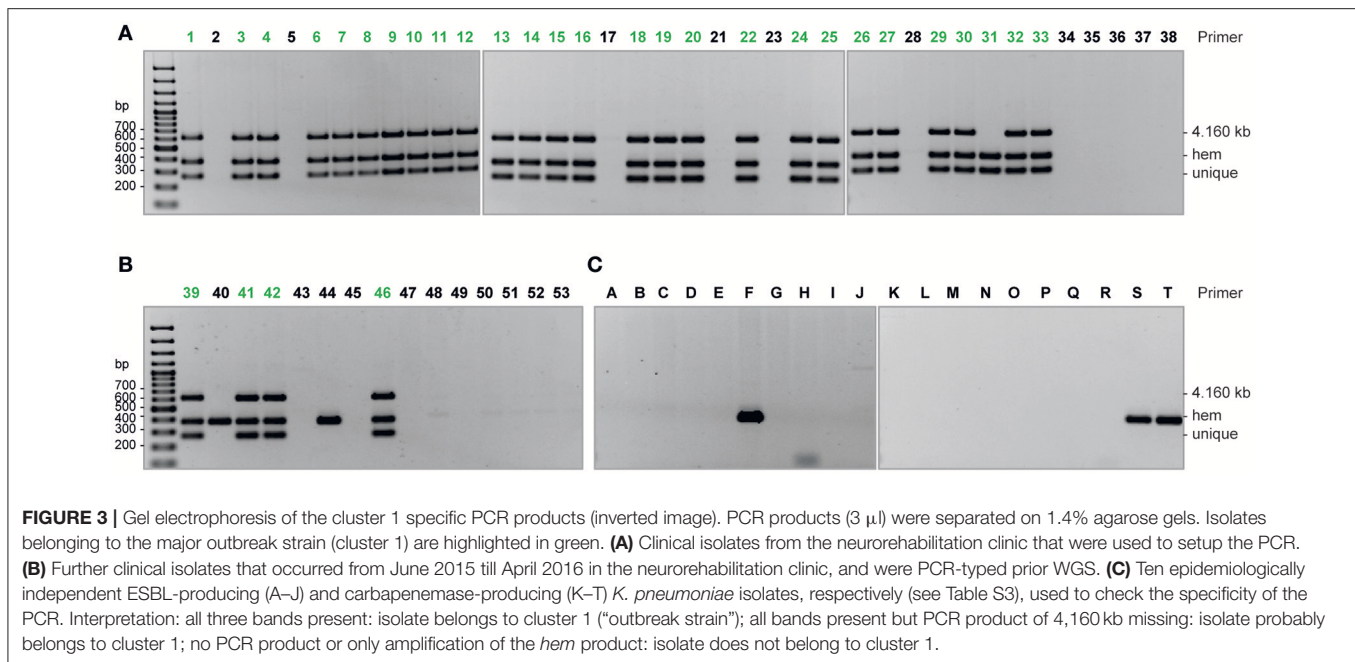 A
1 2 3 4 5 6 7 8 9 10 11 12 13 14 15 16 17 18 19 20 21 22 23 24 25 26 27 28 29 30 31 32 33 34 35 36 37 38 Primer
bp
700
600
500
400
300
200
4.160 kb
hem
unique
B
39 40 41 42 43 44 45 46 47 48 49 50 51 52 53
bp
700
600
500
400
300
200
C
A B C D E F G H I J K L M N O P Q R S T Primer
4.160 kb
hem
unique
FIGURE 3 | Gel electrophoresis of the cluster 1 specific PCR products (inverted image). PCR products (3 μl) were separated on 1.4% agarose gels. Isolates
belonging to the major outbreak strain (cluster 1) are highlighted in green. (A) Clinical isolates from the neurorehabilitation clinic that were used to setup the PCR.
(B) Further clinical isolates that occurred from June 2015 till April 2016 in the neurorehabilitation clinic, and were PCR-typed prior WGS. (C) Ten epidemiologically
independent ESBL-producing (A–J) and carbapenemase-producing (K–T) K. pneumoniae isolates, respectively (see Table S3), used to check the specificity of the
PCR. Interpretation: all three bands present: isolate belongs to cluster 1 (“outbreak strain”); all bands present but PCR product of 4,160 kb missing: isolate probably
belongs to cluster 1; no PCR product or only amplification of the hem product: isolate does not belong to cluster 1.